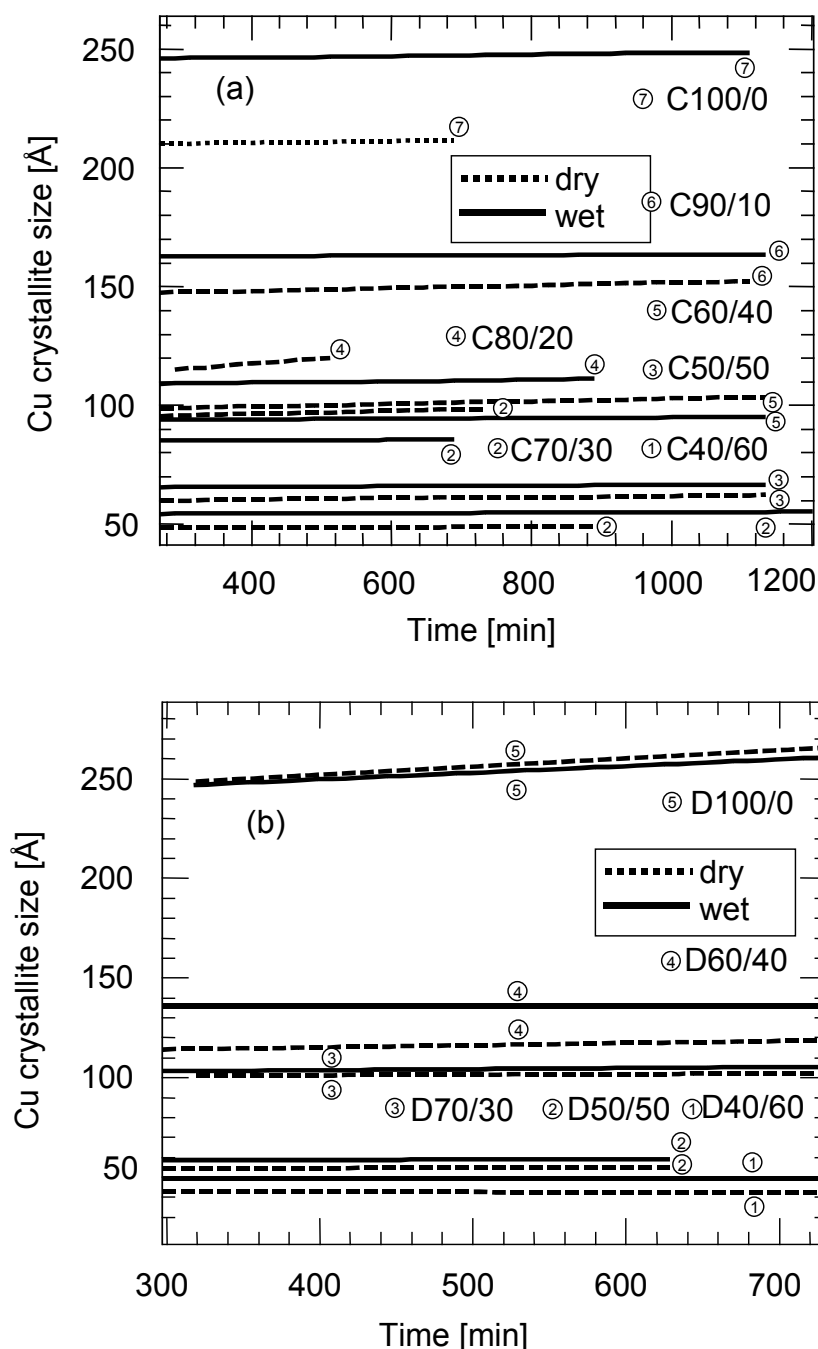 250
(a)
⑦
⑦ C100/0
⑦
200
dry
wet
⑥ C90/10
⑥
150
⑥
⑤ C60/40
④
④ C80/20
④
③ C50/50
100
②
⑤
⑤
②
② C70/30
① C40/60
③
③
50
②
②
Cu crystallite size [Å]
400 600 800 1000 1200
Time [min]
⑤
250
⑤
(b)
⑤ D100/0
dry
wet
200
④ D60/40
150
④
④
③
100
③
③ D70/30 ② D50/50 ① D40/60
②
50
②
①
①
Cu crystallite size [Å]
300 400 500 600 700
Time [min]